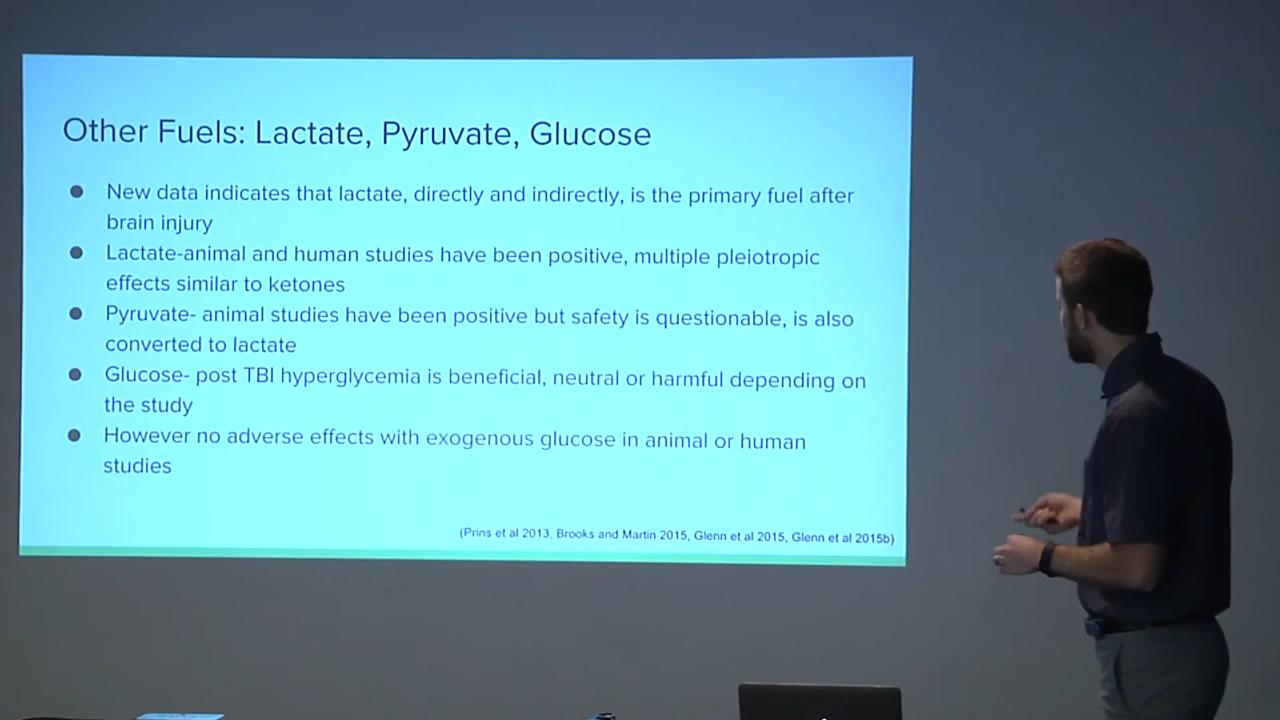 Other Fuels: Lactate, Pyruvate, Glucose
New data indicates that lactate, directly and indirectly, is the primary fuel after
brain injury
Lactate-animal and human studies have been positive, multiple pleiotropic
effects similar to ketones
Pyruvate- animal studies have been positive but safety is questionable, is also
converted to lactate
Glucose- post TBI hyperglycemia is beneficial, neutral or harmful depending on
the study
However no adverse effects with exogenous glucose in animal or human
studies
(Prins et al 2013, Brooks and Martin 2015, Glenn et al 2015, Glenn et al 2015b)